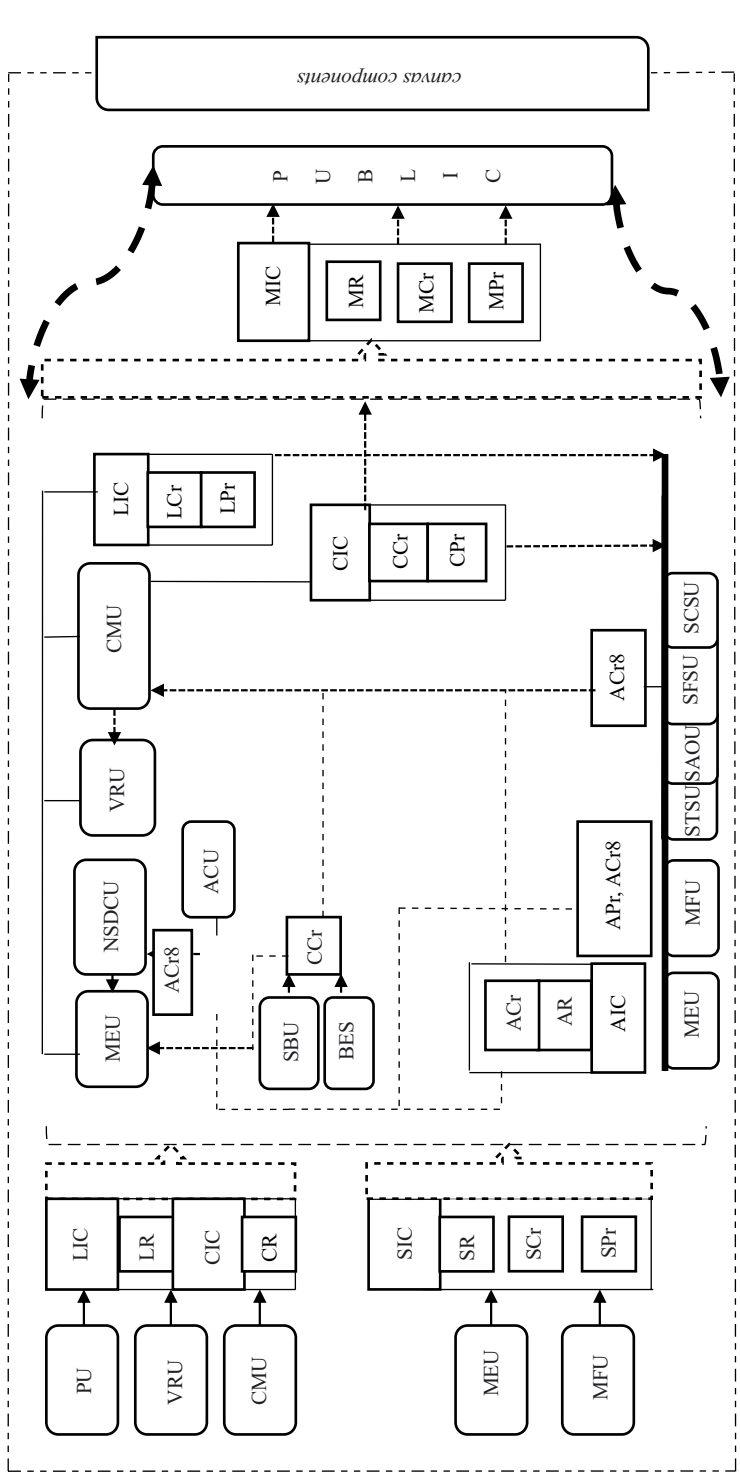 canvas components
P U B L I C
MIC
MR
MCr
MPr
LIC
LCr
LPr
CIC
CCr
CPr
CMU
VRU
NSDCU
MEU
ACr8
ACU
SBU
BES
CCr
ACr8
APr, ACr8
ACr
AR
AIC
SCSU
SFSU
SAOU
STSU
MFU
MEU
LIC
LR
CIC
CR
SIC
SR
SCr
SPr
PU
VRU
CMU
MEU
MFU